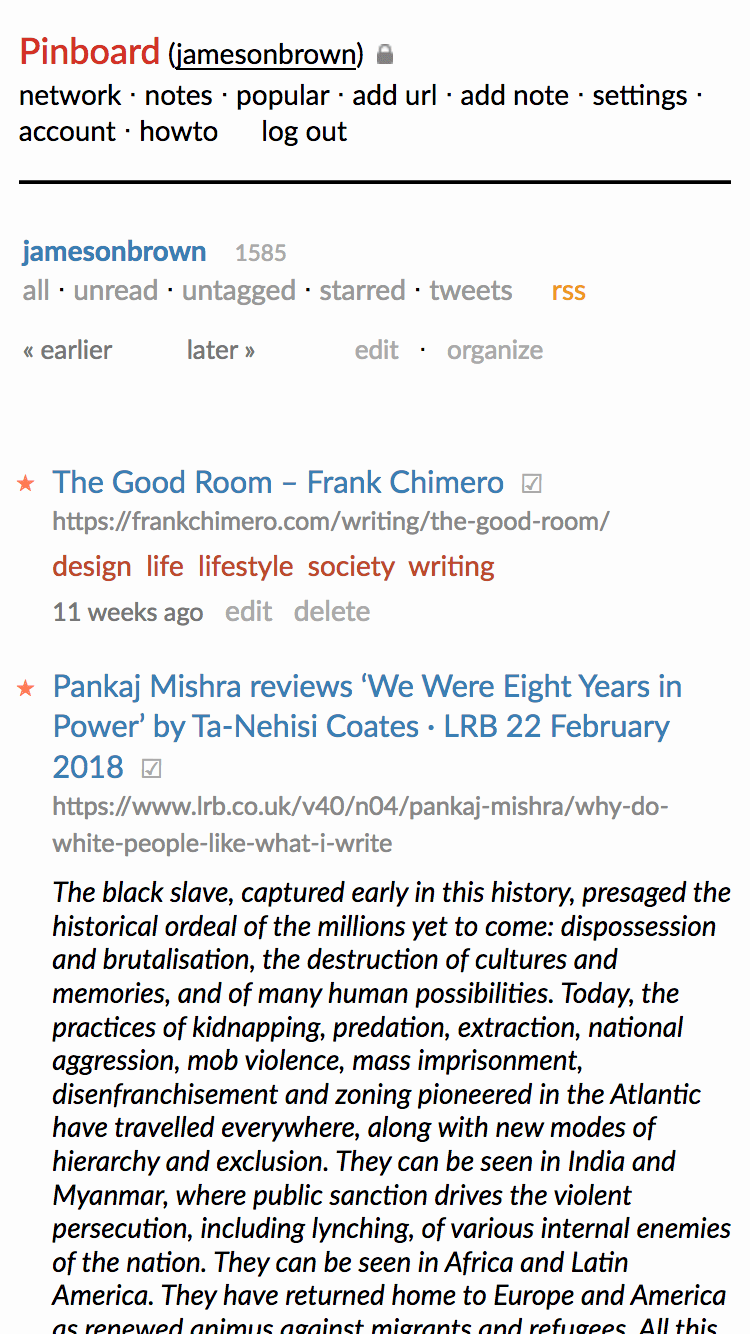 Pinboard (jamesonbrown)
network · notes · popular · add url · add note · settings ·
account · howto log out
jamesonbrown 1585
all · unread · untagged · starred · tweets rss
« earlier later » edit · organize
★ The Good Room – Frank Chimero ☑
https://frankchimero.com/writing/the-good-room/
design life lifestyle society writing
11 weeks ago edit delete
★ Pankaj Mishra reviews ‘We Were Eight Years in
Power’ by Ta-Nehisi Coates · LRB 22 February
2018 ☑
https://www.lrb.co.uk/v40/n04/pankaj-mishra/why-do-
white-people-like-what-i-write
The black slave, captured early in this history, presaged the
historical ordeal of the millions yet to come: dispossession
and brutalisation, the destruction of cultures and
memories, and of many human possibilities. Today, the
practices of kidnapping, predation, extraction, national
aggression, mob violence, mass imprisonment,
disenfranchisement and zoning pioneered in the Atlantic
have travelled everywhere, along with new modes of
hierarchy and exclusion. They can be seen in India and
Myanmar, where public sanction drives the violent
persecution, including lynching, of various internal enemies
of the nation. They can be seen in Africa and Latin
America. They have returned home to Europe and America
as renewed animus against migrants and refugees. All this